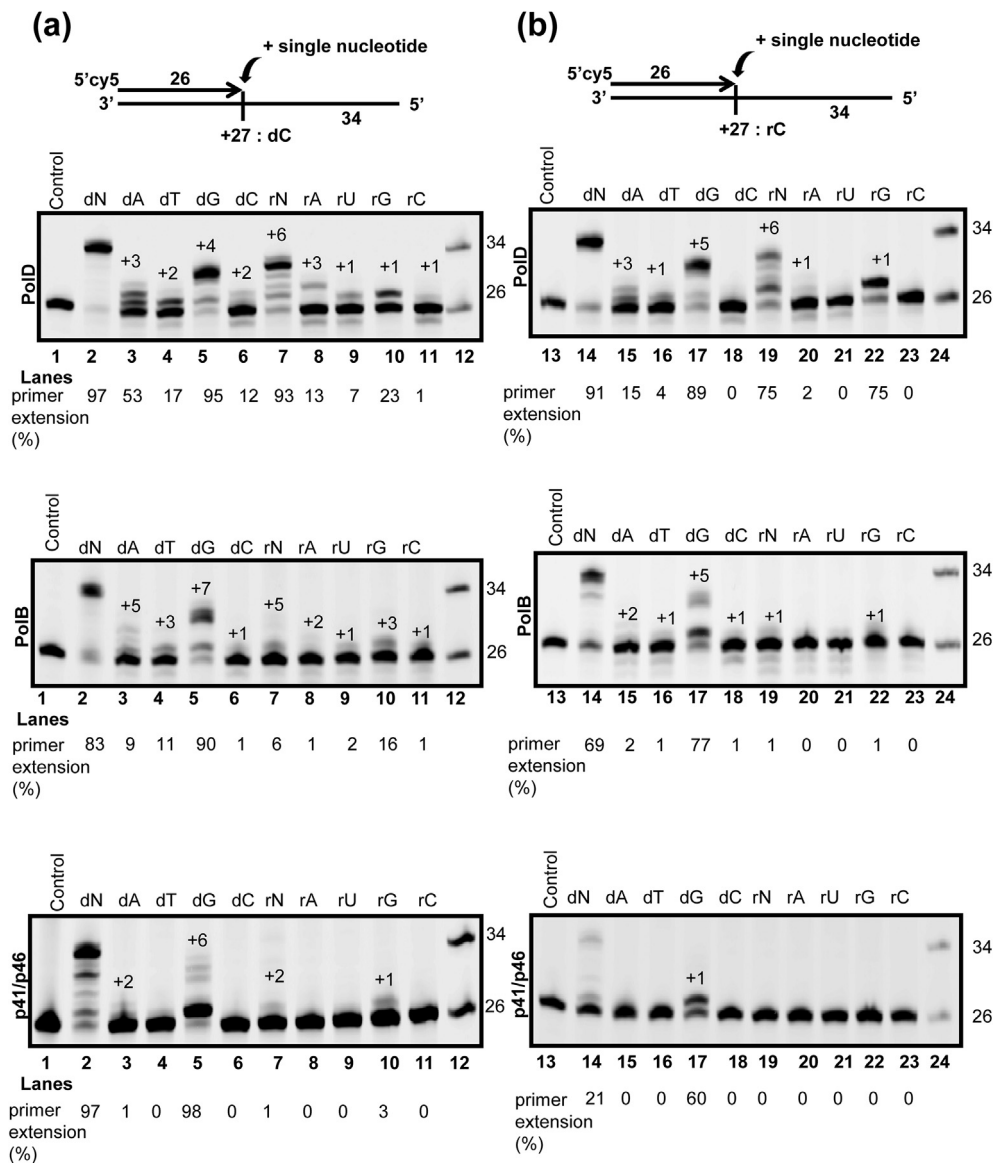 (a)
+ single nucleotide
5'cy5 26
3' 5'
34
+27 : dC
Control dN dA dT dG dC rN rA rU rG rC
PolD
+3 +2 +4 +2 +6 +3 +1 +1 +1
34
26
1 2 3 4 5 6 7 8 9 10 11 12
Lanes
primer 97 53 17 95 12 93 13 7 23 1
extension
(%)
Control dN dA dT dG dC rN rA rU rG rC
PolB
+5 +3 +7 +1 +5 +2 +1 +3 +1
34
26
1 2 3 4 5 6 7 8 9 10 11 12
Lanes
primer 83 9 11 90 1 6 1 2 16 1
extension
(%)
Control dN dA dT dG dC rN rA rU rG rC
p41/p46
+2 +6 +2 +1
34
26
1 2 3 4 5 6 7 8 9 10 11 12
Lanes
primer 97 1 0 98 0 1 0 0 3 0
extension
(%)
(b)
+ single nucleotide
5'cy5 26
3' 5'
34
+27 : rC
Control dN dA dT dG dC rN rA rU rG rC
PolD
+3 +1 +5 +6 +1 +1
34
26
13 14 15 16 17 18 19 20 21 22 23 24
primer 91 15 4 89 0 75 2 0 75 0
extension
(%)
Control dN dA dT dG dC rN rA rU rG rC
PolB
+2 +1 +5 +1 +1 +1
34
26
13 14 15 16 17 18 19 20 21 22 23 24
primer 69 2 1 77 1 1 0 0 1 0
extension
(%)
Control dN dA dT dG dC rN rA rU rG rC
p41/p46
+1
34
26
13 14 15 16 17 18 19 20 21 22 23 24
primer 21 0 0 60 0 0 0 0 0 0
extension
(%)